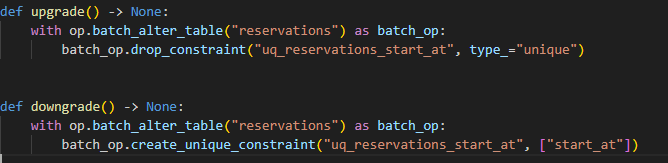 def upgrade() -> None:
    with op.batch_alter_table("reservations") as batch_op:
        batch_op.drop_constraint("uq_reservations_start_at", type_="unique")
def downgrade() -> None:
    with op.batch_alter_table("reservations") as batch_op:
        batch_op.create_unique_constraint("uq_reservations_start_at", ["start_at"])